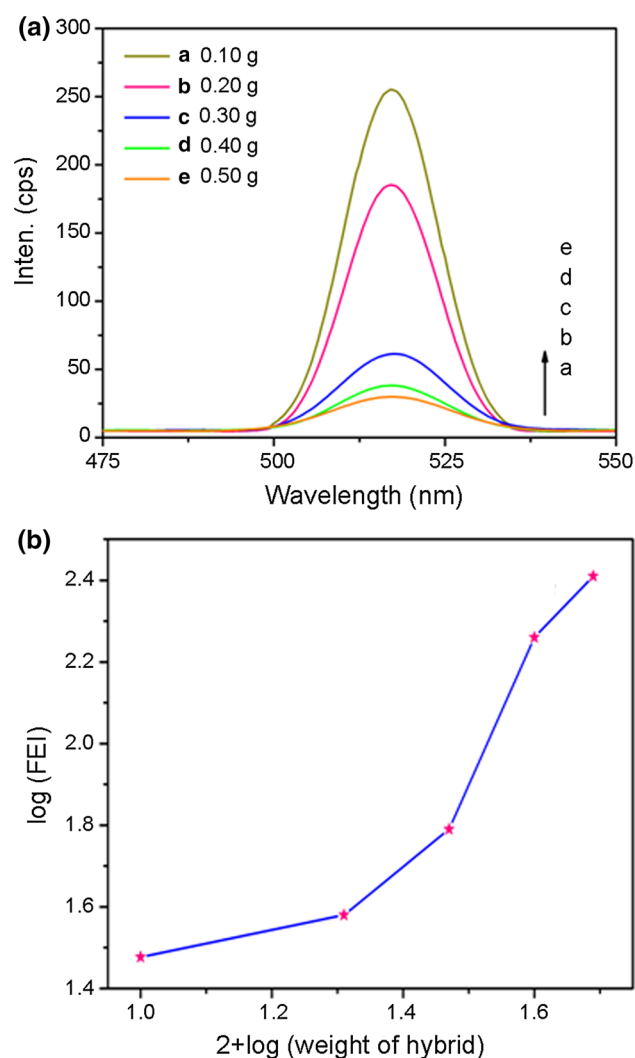 (a)
300
250
200
150
100
50
0
Inten. (cps)
a 0.10 g
b 0.20 g
c 0.30 g
d 0.40 g
e 0.50 g
e
d
c
b
a
475 500 525 550
Wavelength (nm)
(b)
2.4
2.2
2.0
1.8
1.6
1.4
log (FEI)
1.0 1.2 1.4 1.6
2+log (weight of hybrid)